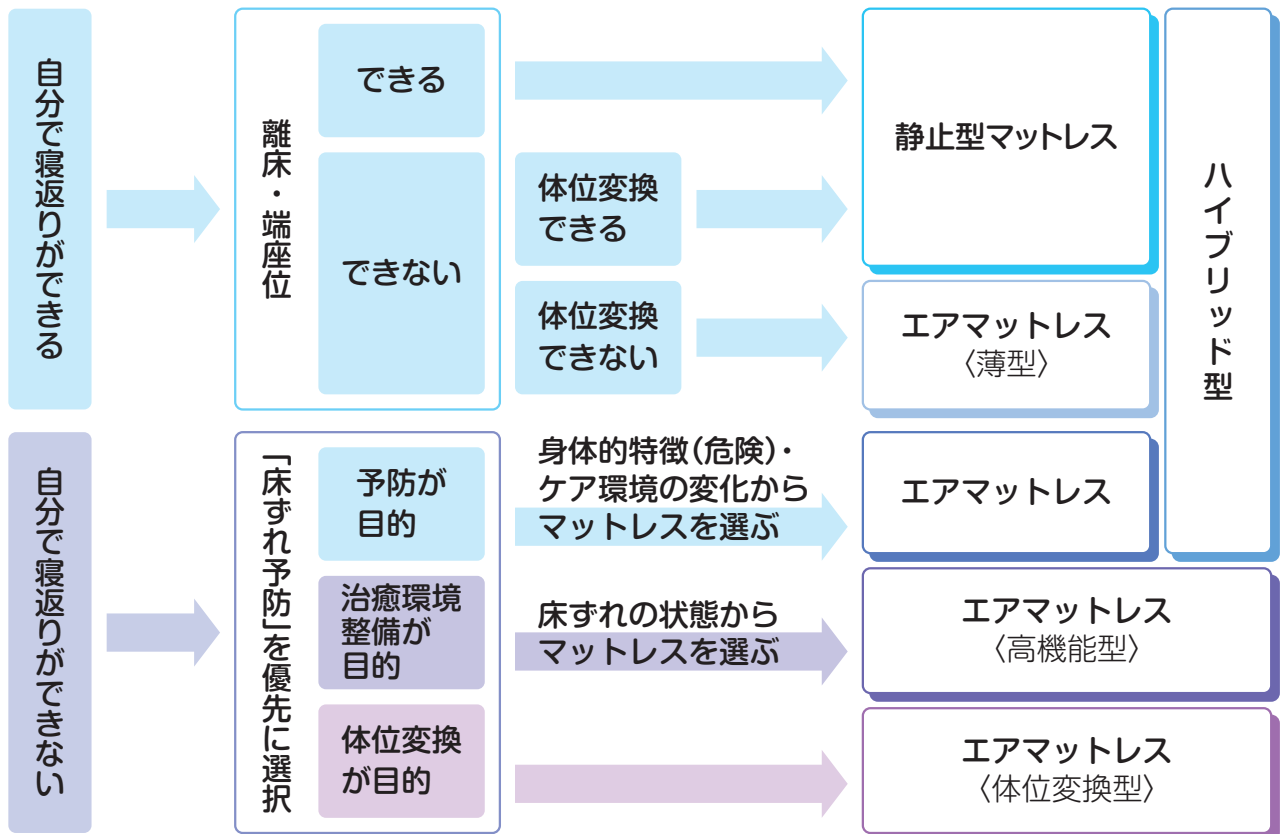 自分で寝返りができる
離床・端座位
できる
できない
体位変換
できる
体位変換
できない
静止型マットレス
エアマットレス
〈薄型〉
ハイブリッド型
自分で寝返りができない
「床ずれ予防」を優先に選択
予防が
目的
身体的特徴(危険)・
ケア環境の変化から
マットレスを選ぶ
エアマットレス
治癒環境
整備が
目的
床ずれの状態から
マットレスを選ぶ
エアマットレス
〈高機能型〉
体位変換
が目的
エアマットレス
〈体位変換型〉